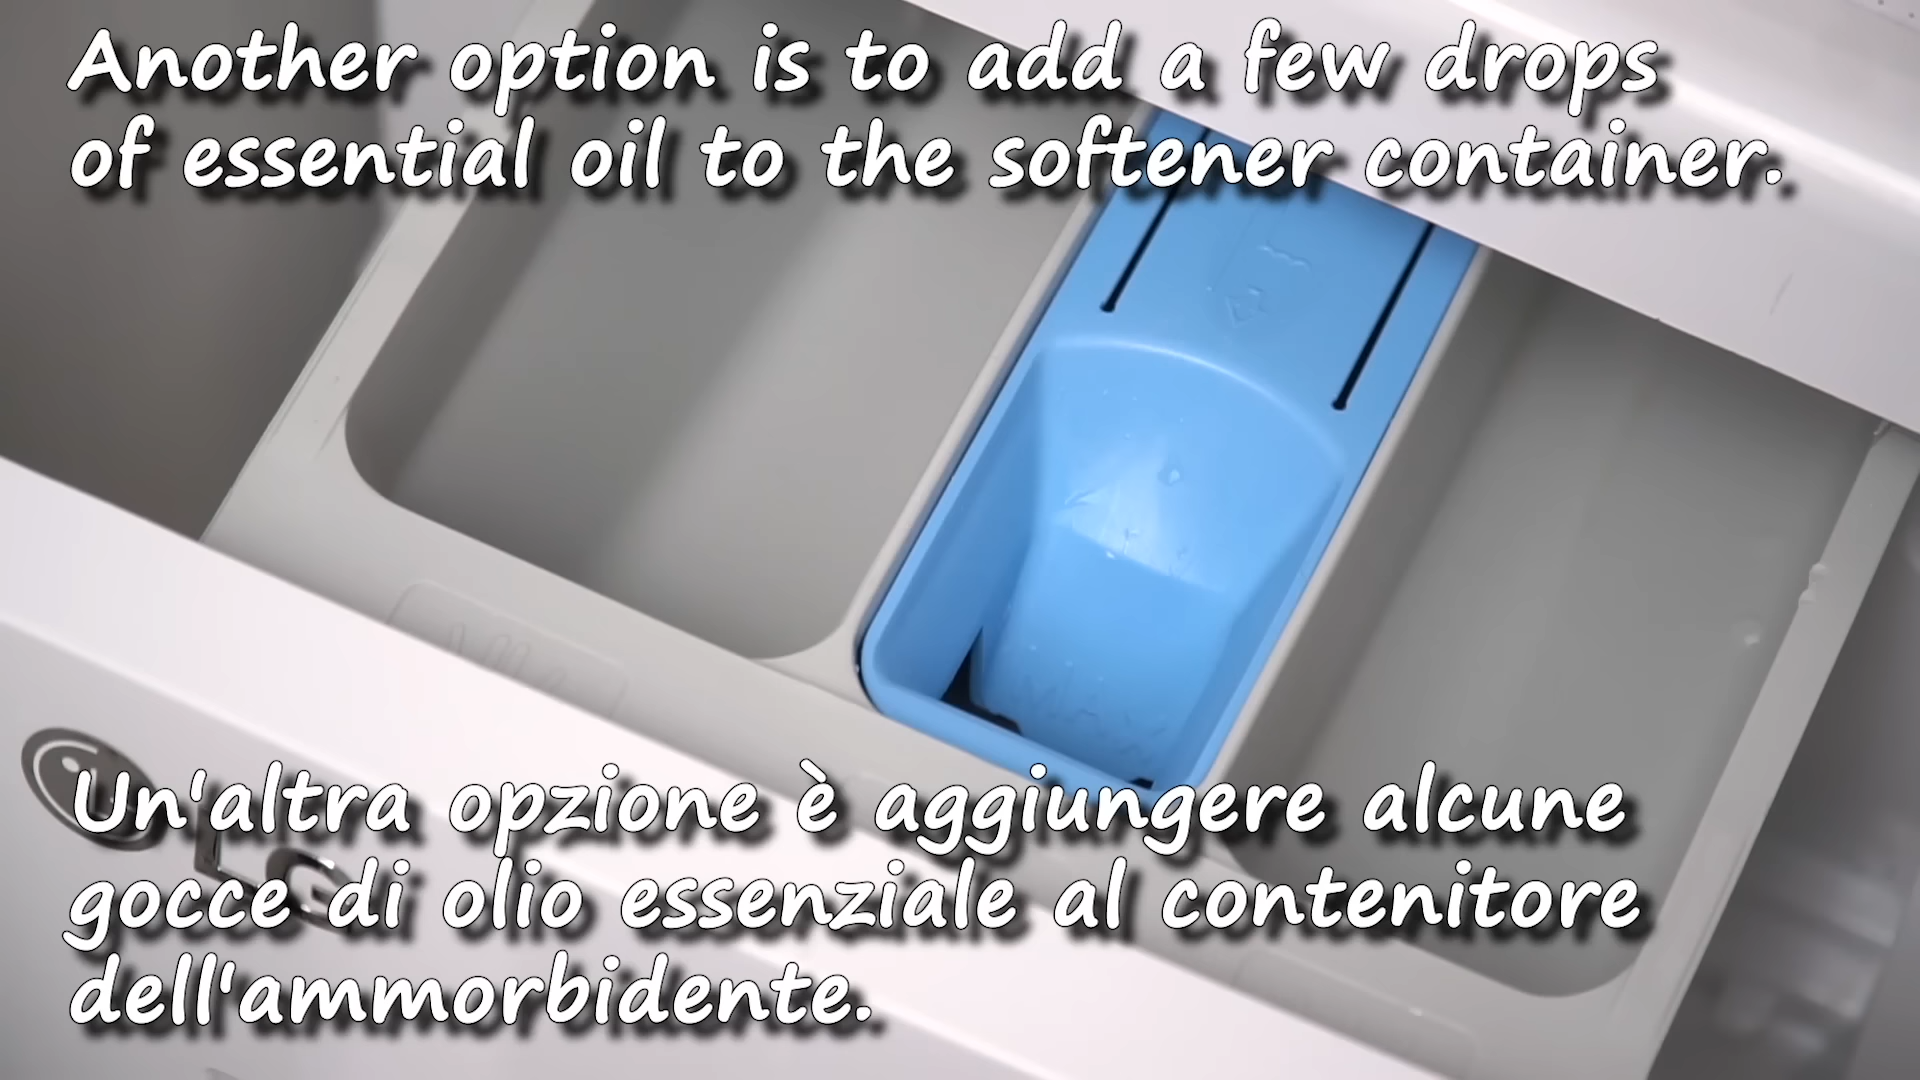 Another option is to add a few drops
of essential oil to the softener container.
Un'altra opzione è aggiungere alcune
LG
gocce di olio essenziale al contenitore
dell'ammorbidente.